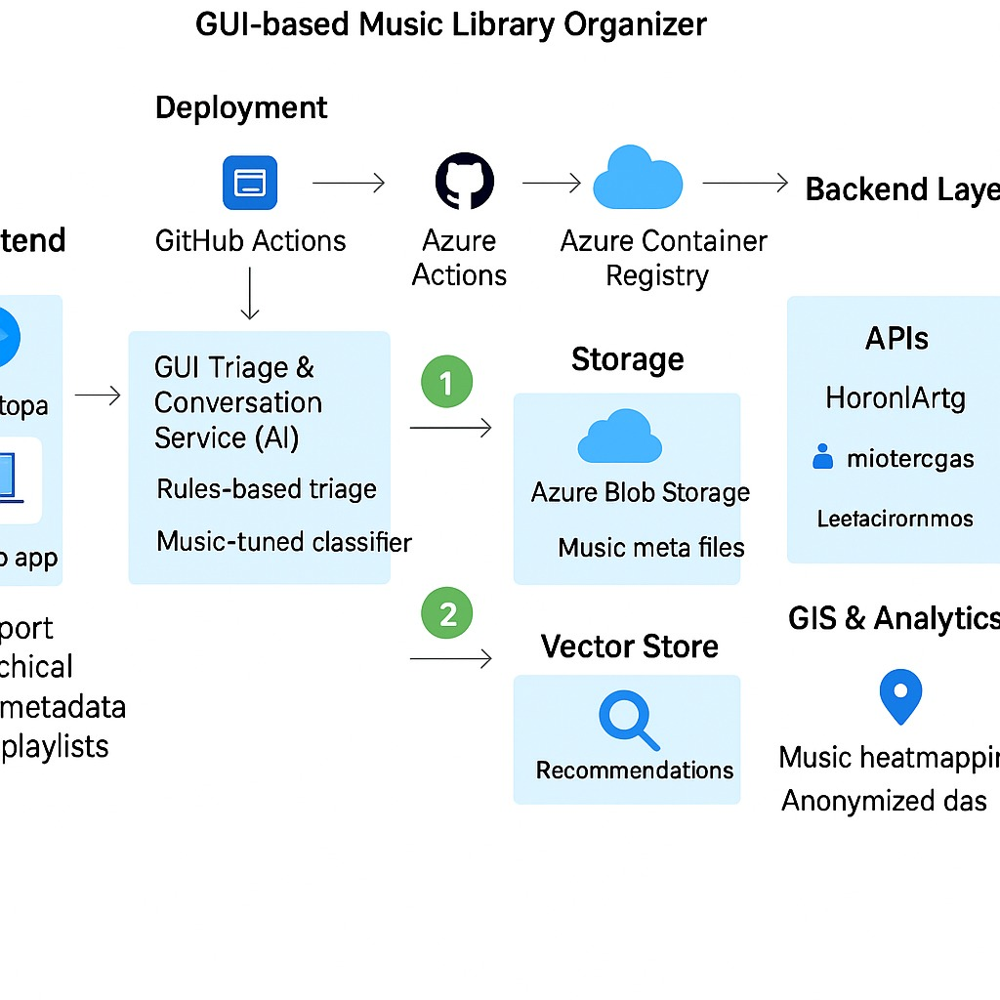 GUI-based Music Library Organizer
Deployment
GitHub Actions
Azure
Actions
Azure Container
Registry
Backend Laye
tend
topa
app
port
chical
metadata
playlists
GUI Triage &
Conversation
Service (AI)
Rules-based triage
Music-tuned classifier
1
2
Storage
Azure Blob Storage
Music meta files
Vector Store
Recommendations
APIs
HoronlArtg
miotercgas
Leetacirornmos
GIS & Analytics
Music heatmappin
Anonymized das